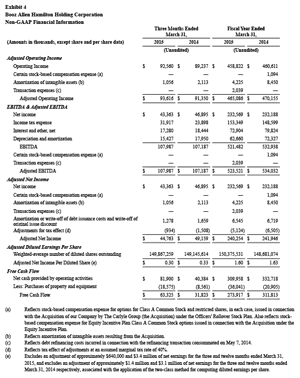 Exhibit 4
Booz Allen Hamilton Holding Corporation
Non-GAAP Financial Information
Three Months Ended March 31, Fiscal Year Ended March 31,
(Amounts in thousands, except share and per share data) 2015 2014 2015 2014
(Unaudited) (Unaudited)
Adjusted Operating Income
Operating Income $ 92,560 $ 89,237 $ 458,822 $ 460,611
Certain stock-based compensation expense (a) — — — 1,094
Amortization of intangible assets (b) 1,056 2,113 4,225 8,450
Transaction expenses (c) — — 2,039 —
Adjusted Operating Income $ 93,616 $ 91,350 $ 465,086 $ 470,155
EBITDA & Adjusted EBITDA
Net income $ 43,363 $ 46,895 $ 232,569 $ 232,188
Income tax expense 31,917 23,898 153,349 148,599
Interest and other, net 17,280 18,444 72,904 79,824
Depreciation and amortization 15,427 17,950 62,660 72,327
EBITDA 107,987 107,187 521,482 532,938
Certain stock-based compensation expense (a) — — — 1,094
Transaction expenses (c) — — 2,039 —
Adjusted EBITDA $ 107,987 $ 107,187 $ 523,521 $ 534,032
Adjusted Net Income
Net income $ 43,363 $ 46,895 $ 232,569 $ 232,188
Certain stock-based compensation expense (a) — — — 1,094
Amortization of intangible assets (b) 1,056 2,113 4,225 8,450
Transaction expenses (c) — — 2,039 —
Amortization or write-off of debt issuance costs and write-off of
original issue discount 1,278 1,659 6,545 6,719
Adjustments for tax effect (d) (934) (1,508) (5,124) (6,505)
Adjusted Net Income $ 44,763 $ 49,159 $ 240,254 $ 241,946
Adjusted Diluted Earnings Per Share
Weighted-average number of diluted shares outstanding 149,867,259 149,145,614 150,375,531 148,681,074
Adjusted Net Income Per Diluted Share (e) $ 0.30 $ 0.33 $ 1.60 $ 1.63
Free Cash Flow
Net cash provided by operating activities $ 81,900 $ 40,384 $ 309,958 $ 332,718
Less: Purchases of property and equipment (18,575) (8,561) (36,041) (20,905)
Free Cash Flow $ 63,325 $ 31,823 $ 273,917 $ 311,813
(a) Reflects stock-based compensation expense for options for Class A Common Stock and restricted shares, in each case, issued in connection
with the Acquisition of our Company by The Carlyle Group (the Acquisition) under the Officers' Rollover Stock Plan. Also reflects stock-
based compensation expense for Equity Incentive Plan Class A Common Stock options issued in connection with the Acquisition under the
Equity Incentive Plan.
(b) Reflects amortization of intangible assets resulting from the Acquisition.
(c) Reflects debt refinancing costs incurred in connection with the refinancing transaction consummated on May 7, 2014.
(d) Reflects tax effect of adjustments at an assumed marginal tax rate of 40%.
(e) Excludes an adjustment of approximately $640,000 and $3.4 million of net earnings for the three and twelve months ended March 31,
2015, and excludes an adjustment of approximately $1.4 million and $3.1 million of net earnings for the three and twelve months ended
March 31, 2014 respectively, associated with the application of the two-class method for computing diluted earnings per share.